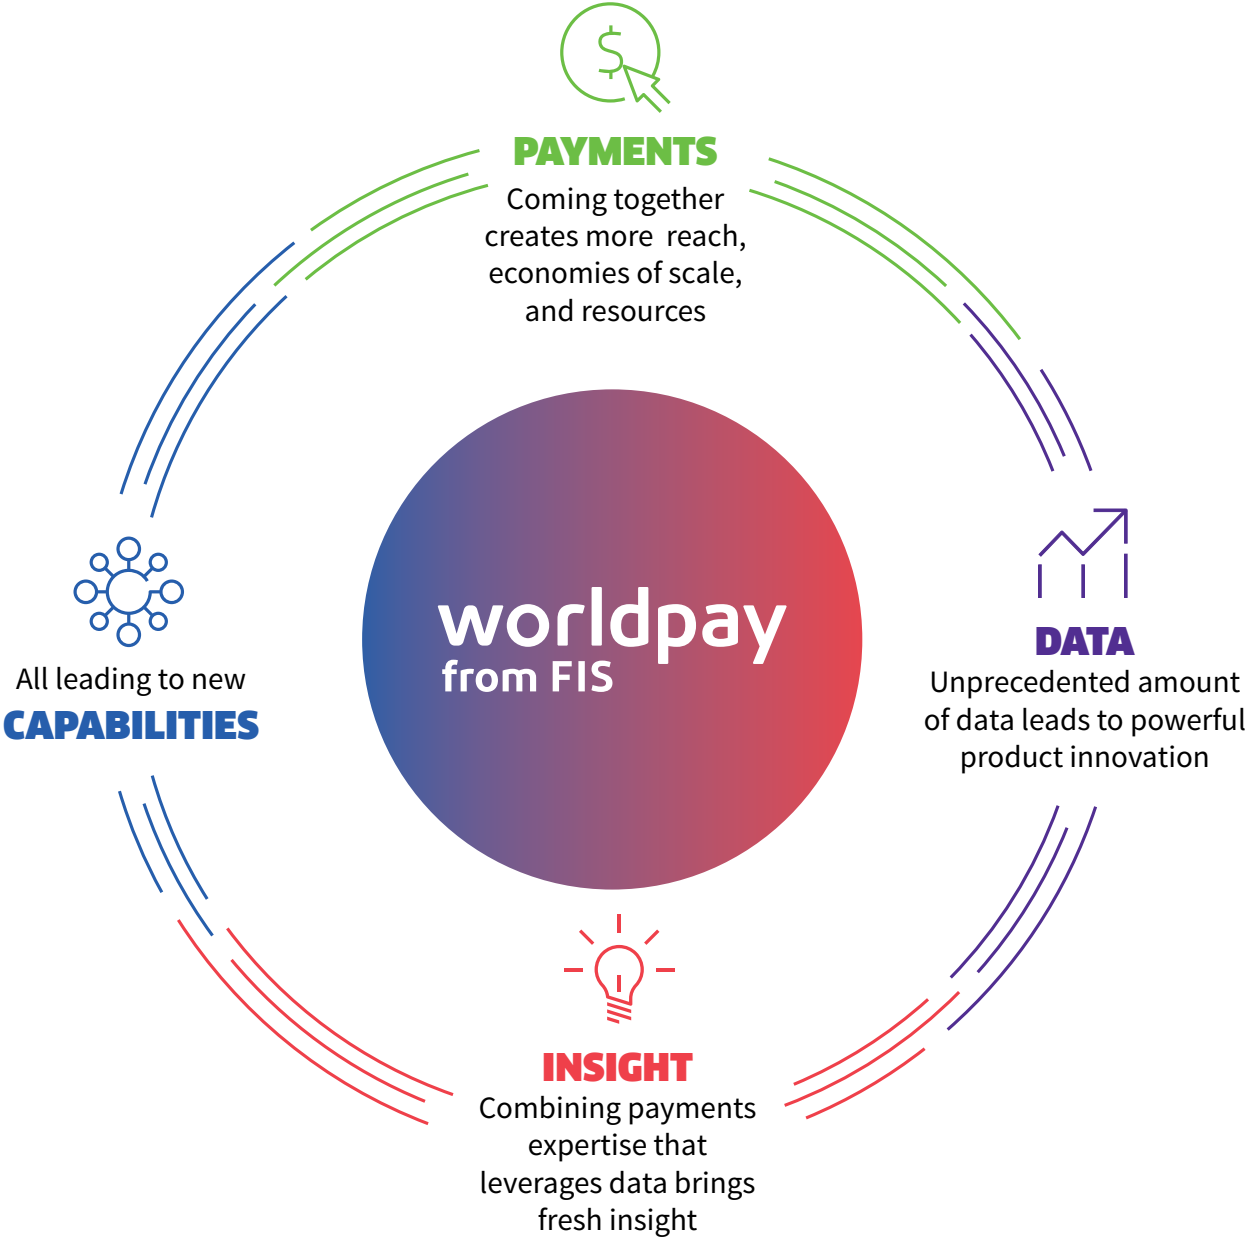 $
PAYMENTS
Coming together
creates more reach,
economies of scale,
and resources
DATA
Unprecedented amount
of data leads to powerful
product innovation
INSIGHT
Combining payments
expertise that
leverages data brings
fresh insight
All leading to new
CAPABILITIES
worldpay
from FIS